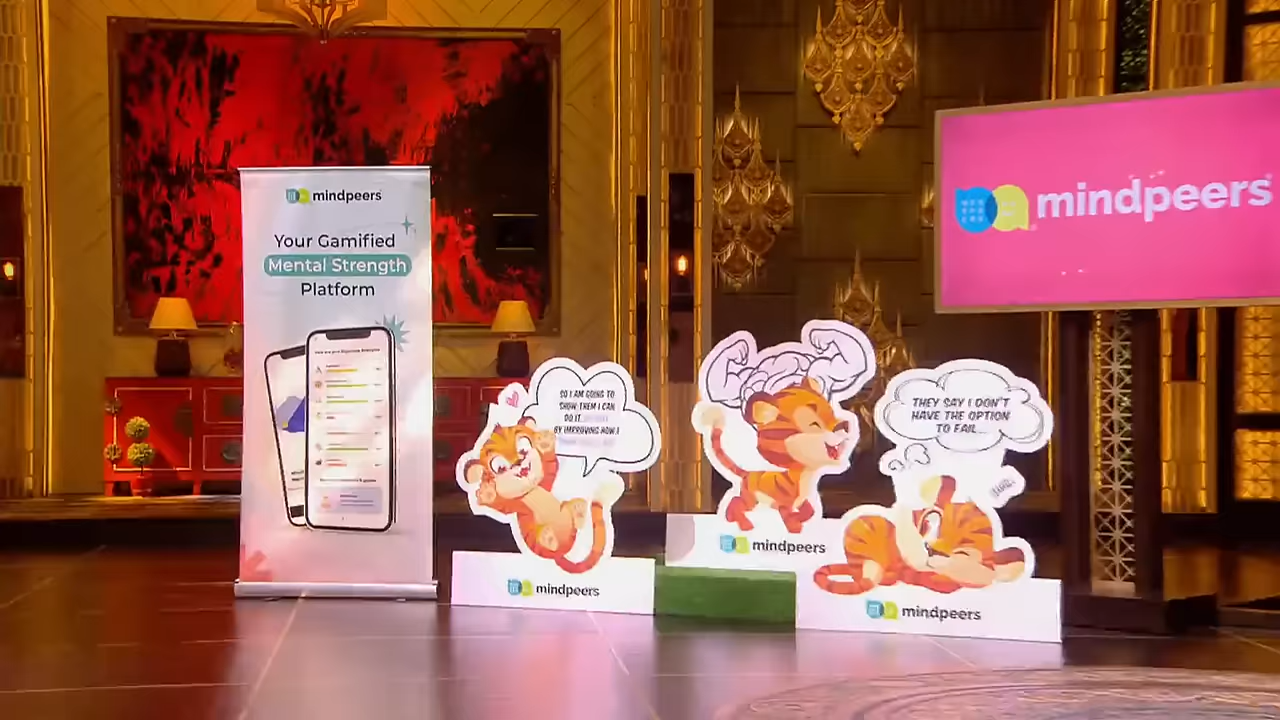 mindpeers
Your Gamified
Mental Strength
Platform
SO I AM GOING TO
SHOW THEM I CAN
DO IT
BY IMPROVING HOW I
mindpeers
mindpeers
THEY SAY I DON'T
HAVE THE OPTION
TO FAIL...
mindpeers
mindpeers